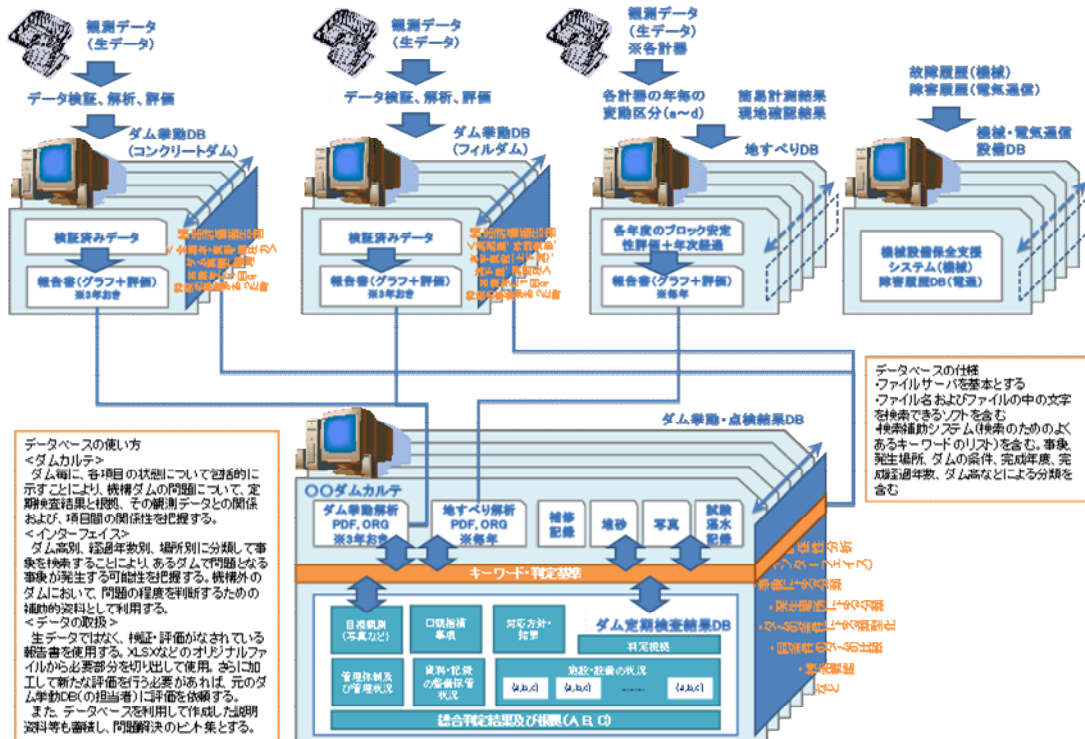 観測データ
(生データ)
データ検証、解析、評価
ダム挙動DB
(コンクリートダム)
検証済みデータ
報告書(グラフ+評価)
※3年おき
観測データ
(生データ)
データ検証、解析、評価
ダム挙動DB
(フィルダム)
検証済みデータ
報告書(グラフ+評価)
※3年おき
観測データ
(生データ)
※各計器
各計器の年毎の
変動区分(a～d)
簡易計測結果
現地確認結果
地すべりDB
各年度のブロック安定
性評価+年次経過
報告書(グラフ+評価)
※毎年
故障履歴(機械)
障害履歴(電気通信)
機械・電気通信
設備DB
機械設備保全支援
システム(機械)
障害履歴DB(電通)
データベースの仕様
・ファイルサーバを基本とする
・ファイル名およびファイルの中の文字
を検索できるソフトを含む
・検索補助システム(検索のためのよく
あるキーワードのリスト)を含む。事象、
発生場所、ダムの条件、完成年度、完
成経過年数、ダム高などによる分類を
含む
データベースの使い方
<ダムカルテ>
ダム毎に、各項目の状態について包括的に
示すことにより、機構ダムの問題について、定
期検査結果と根拠、その観測データとの関係
および、項目間の関係性を把握する。
<インターフェイス>
ダム高別、経過年数別、場所別に分類して事
象を検索することにより、あるダムで問題となる
事象が発生する可能性を把握する。機構外の
ダムにおいて、問題の程度を判断するための
補助的資料として利用する。
<データの取扱>
生データではなく、検証・評価がなされている
報告書を使用する。XLSXなどのオリジナルファ
イルから必要部分を切り出して使用。さらに加
工して新たな評価を行う必要があれば、元のダ
ム挙動DB(の担当者)に評価を依頼する。
また、データベースを利用して作成した説明
資料等も蓄積し、問題解決のヒント集とする。
ダム挙動・点検結果DB
〇〇ダムカルテ
ダム挙動解析
PDF, ORG
※3年おき
地すべり解析
PDF, ORG
※毎年
補修
記録
堆砂
写真
試験
湛水
記録
キーワード・判定基準
ダム定期検査結果DB
目視観測
(写真など)
口頭指摘
事項
対応方針・
結果
判定根拠
管理体制及
び管理状況
資料・記録
の整備保管
状況
施設・設備の状況
(a,b,c)
(a,b,c)
……
(a,b,c)
総合判定結果及び根拠(A, B, C)
事象による分類
・発生場所による分類
など